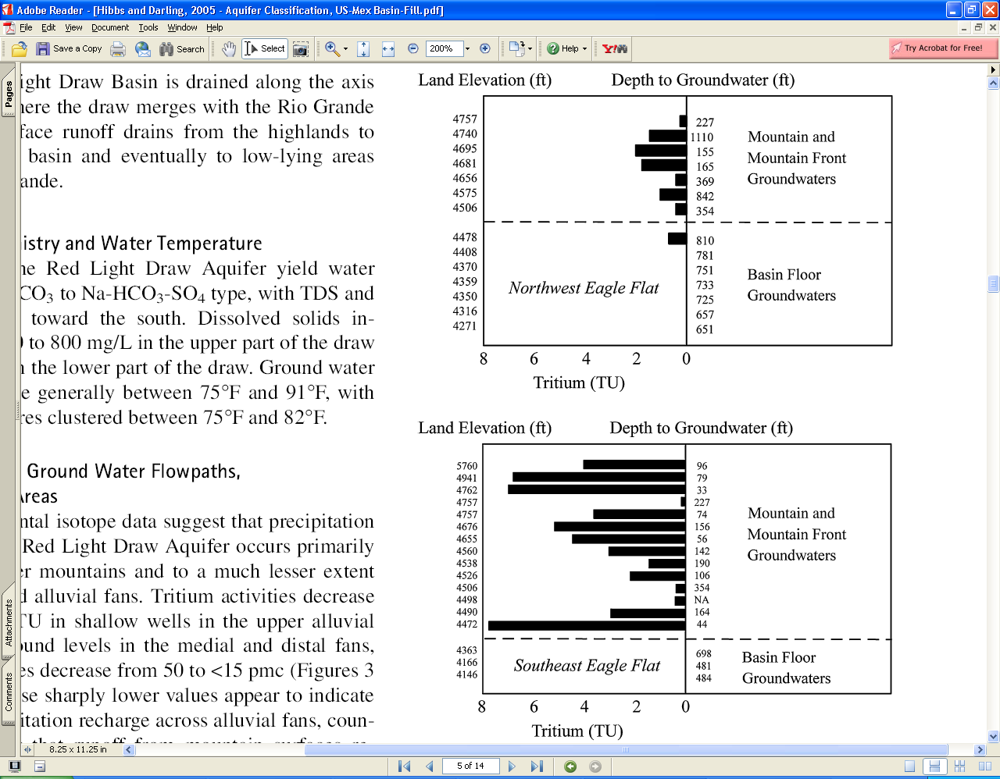 Adobe Reader - [Hibbs and Darling, 2005 - Aquifer Classification, US-Mex Basin-Fill.pdf]
File Edit View Document Tools Window Help
Save a Copy Search Select 200% Help Y! Try Acrobat for Free!
Pages
Attachments
Comments
ight Draw Basin is drained along the axis
here the draw merges with the Rio Grande
face runoff drains from the highlands to
basin and eventually to low-lying areas
ande.
istry and Water Temperature
he Red Light Draw Aquifer yield water
CO3 to Na-HCO3-SO4 type, with TDS and
toward the south. Dissolved solids in-
0 to 800 mg/L in the upper part of the draw
n the lower part of the draw. Ground water
e generally between 75°F and 91°F, with
res clustered between 75°F and 82°F.
Ground Water Flowpaths,
Areas
ntal isotope data suggest that precipitation
Red Light Draw Aquifer occurs primarily
er mountains and to a much lesser extent
d alluvial fans. Tritium activities decrease
TU in shallow wells in the upper alluvial
ound levels in the medial and distal fans,
es decrease from 50 to <15 pmc (Figures 3
se sharply lower values appear to indicate
itation recharge across alluvial fans, coun-
that runoff from mountain surfaces re-
Land Elevation (ft) Depth to Groundwater (ft)
4757 227
4740 1110
4695 155
4681 165
4656 369
4575 842
4506 354
Mountain and
Mountain Front
Groundwaters
4478 810
4408 781
4370 751
4359 733
4350 725
4316 657
4271 651
Northwest Eagle Flat
Basin Floor
Groundwaters
8 6 4 2 0
Tritium (TU)
Land Elevation (ft) Depth to Groundwater (ft)
5760 96
4941 79
4762 33
4757 227
4757 74
4676 156
4655 56
4560 142
4538 190
4526 106
4506 354
4498 NA
4490 164
4472 44
Mountain and
Mountain Front
Groundwaters
4363 698
4166 481
4146 484
Southeast Eagle Flat
Basin Floor
Groundwaters
8 6 4 2 0
Tritium (TU)
8.25 x 11.25 in
5 of 14